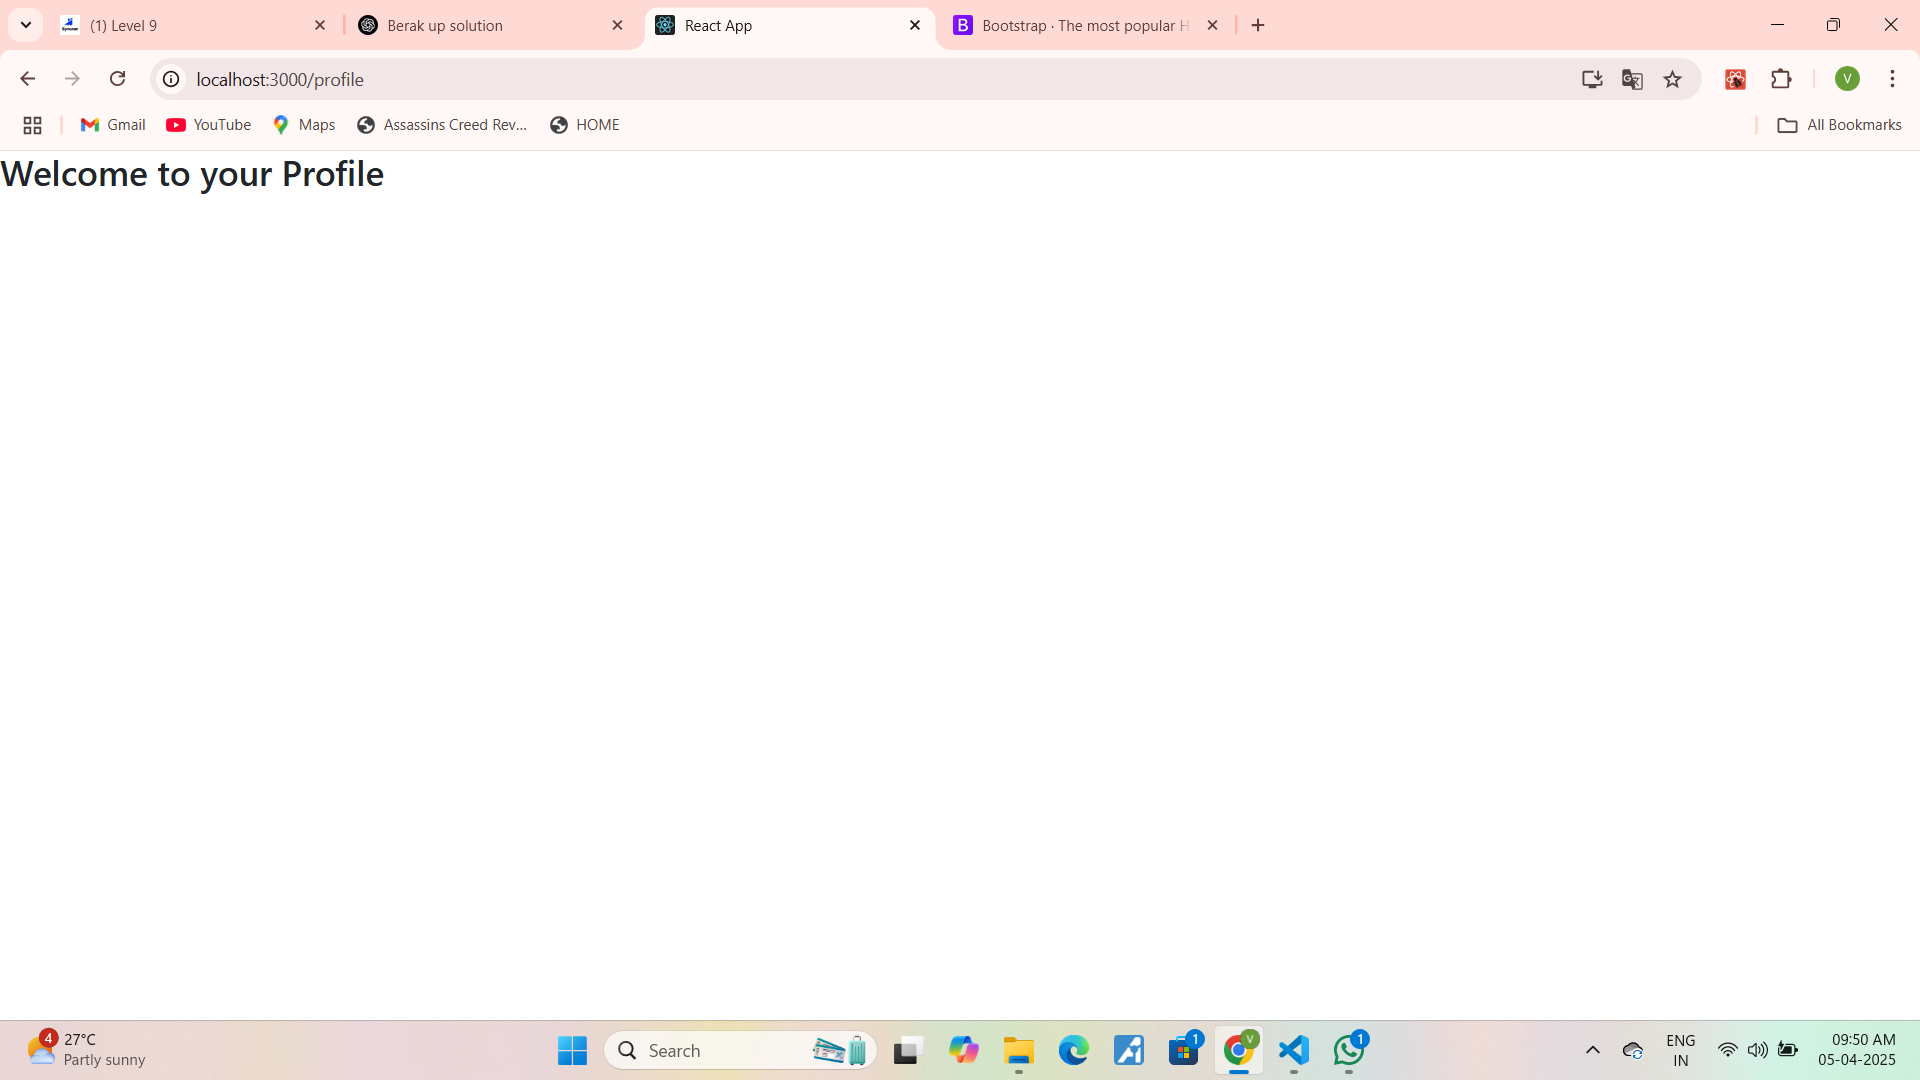 (1) Level 9
Berak up solution
React App
Bootstrap · The most popular H
localhost:3000/profile
V
Gmail
YouTube
Maps
Assassins Creed Rev...
HOME
All Bookmarks
Welcome to your Profile
4
27°C
Partly sunny
Search
1
V
1
ENG
IN
09:50 AM
05-04-2025